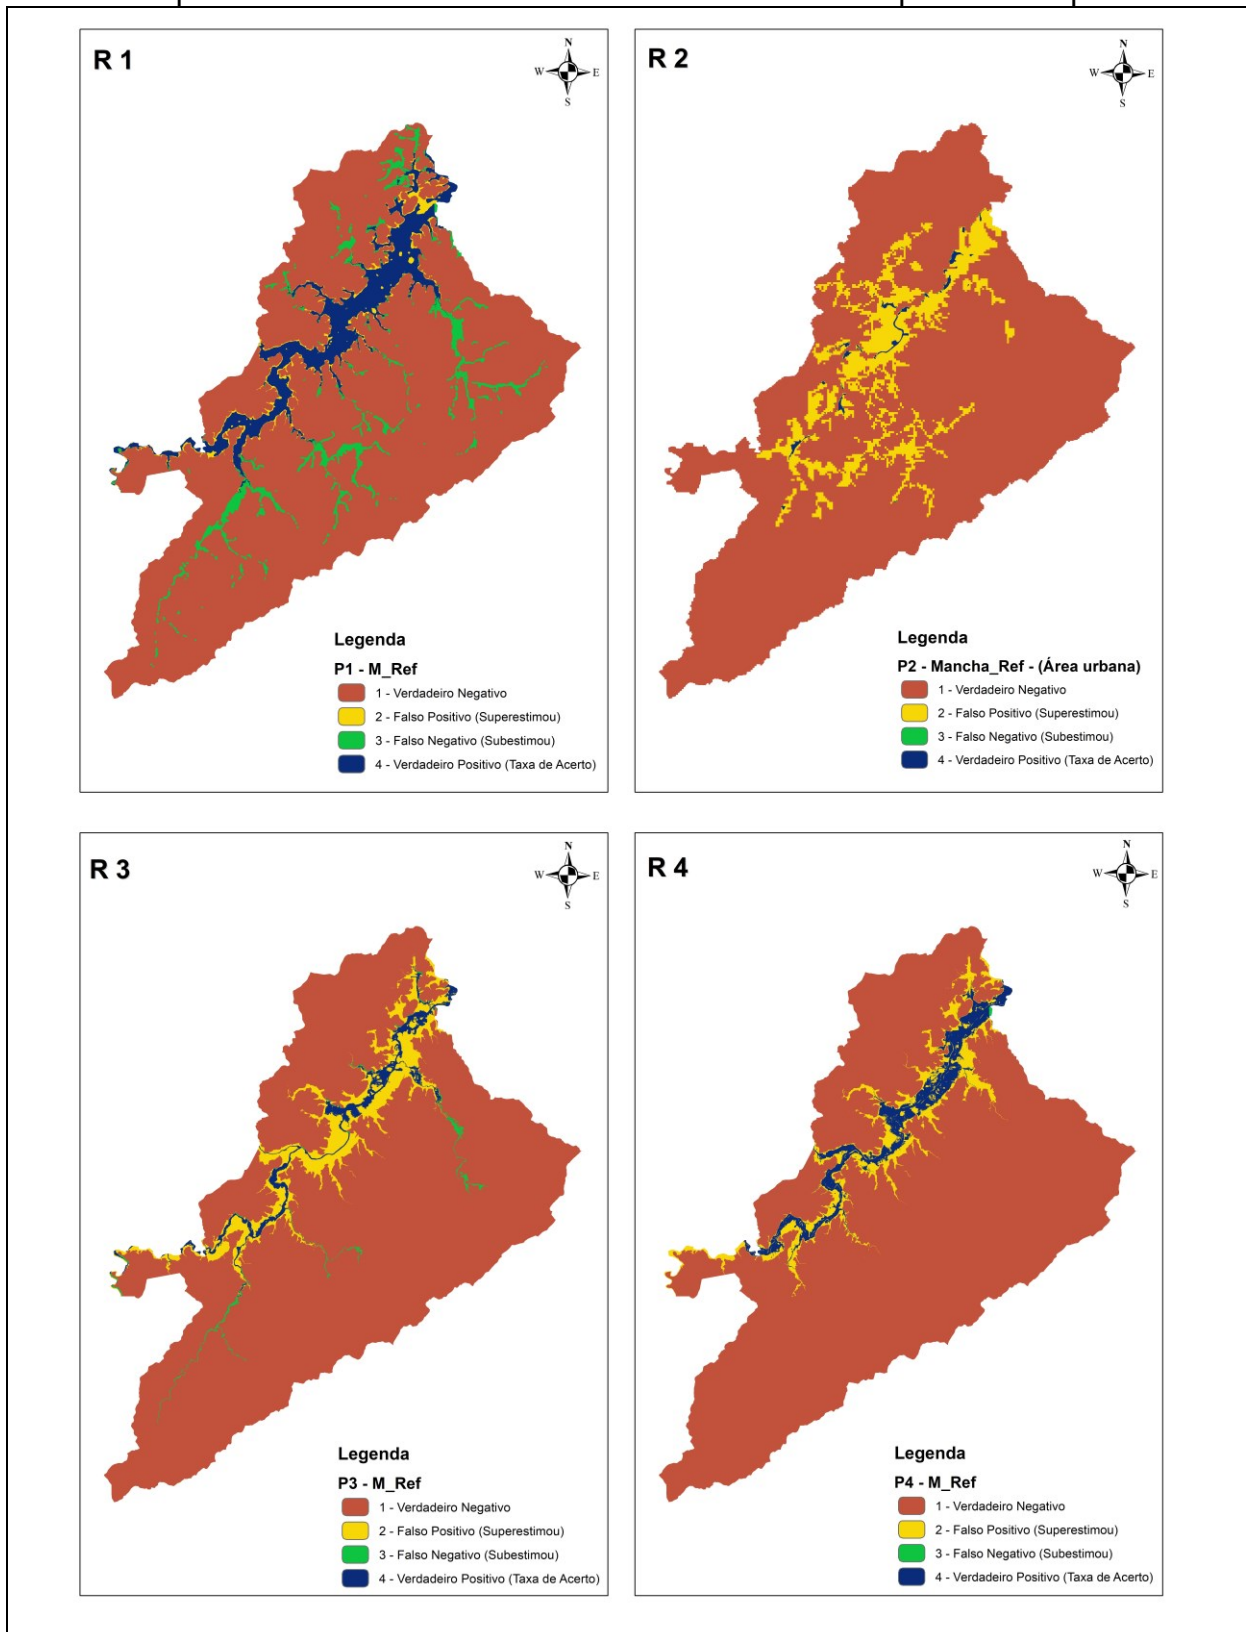 R 1
N
W E
S
Legenda
P1 - M_Ref
1 - Verdadeiro Negativo
2 - Falso Positivo (Superestimou)
3 - Falso Negativo (Subestimou)
4 - Verdadeiro Positivo (Taxa de Acerto)
R 2
N
W E
S
Legenda
P2 - Mancha_Ref - (Área urbana)
1 - Verdadeiro Negativo
2 - Falso Positivo (Superestimou)
3 - Falso Negativo (Subestimou)
4 - Verdadeiro Positivo (Taxa de Acerto)
R 3
N
W E
S
Legenda
P3 - M_Ref
1 - Verdadeiro Negativo
2 - Falso Positivo (Superestimou)
3 - Falso Negativo (Subestimou)
4 - Verdadeiro Positivo (Taxa de Acerto)
R 4
N
W E
S
Legenda
P4 - M_Ref
1 - Verdadeiro Negativo
2 - Falso Positivo (Superestimou)
3 - Falso Negativo (Subestimou)
4 - Verdadeiro Positivo (Taxa de Acerto)